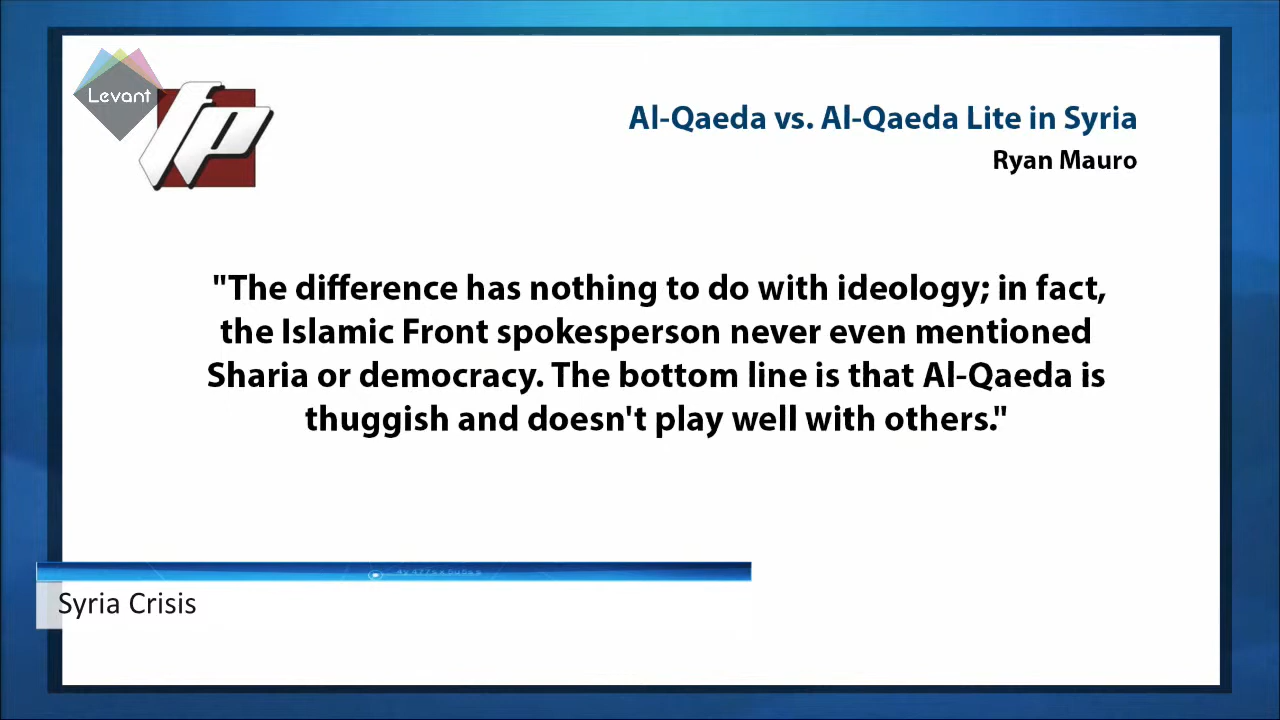 Levant
fp
Al-Qaeda vs. Al-Qaeda Lite in Syria
Ryan Mauro
"The difference has nothing to do with ideology; in fact,
the Islamic Front spokesperson never even mentioned
Sharia or democracy. The bottom line is that Al-Qaeda is
thuggish and doesn't play well with others."
Syria Crisis